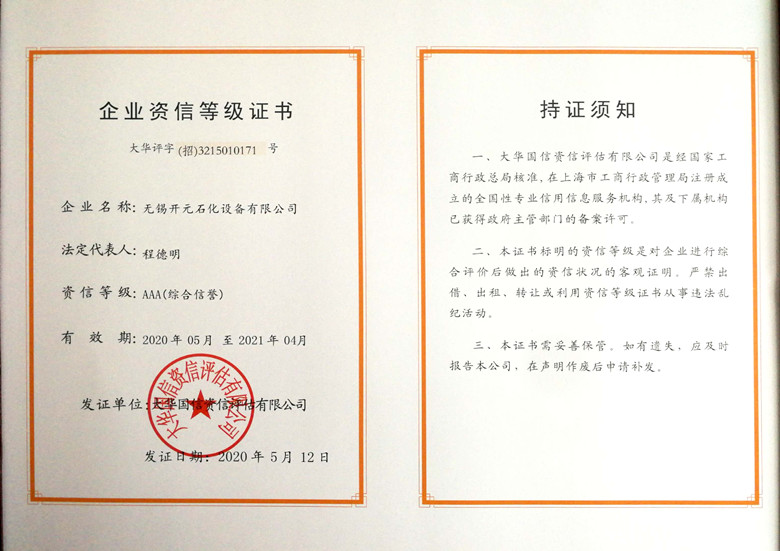 企业资信等级证书
大华评字(招)3215010171 号
企业名称:无锡开元石化设备有限公司
法定代表人:程德明
资信等级:AAA(综合信誉)
有效期:2020年05月 至2021年04月
发证单位:大华国信资信评估有限公司
大华国信资信评估有限公司
发证日期:2020年5月12日
持证须知
一、大华国信资信评估有限公司是经国家工
商行政总局核准,在上海市工商行政管理局注册成
立的全国性专业信用信息服务机构,其及下属机构
已获得政府主管部门的备案许可。
二、本证书标明的资信等级是对企业进行综
合评价后做出的资信状况的客观证明。严禁出
借、出租、转让或利用资信等级证书从事违法乱
纪活动。
三、本证书需妥善保管。如有遗失,应及时
报告本公司,在声明作废后申请补发。